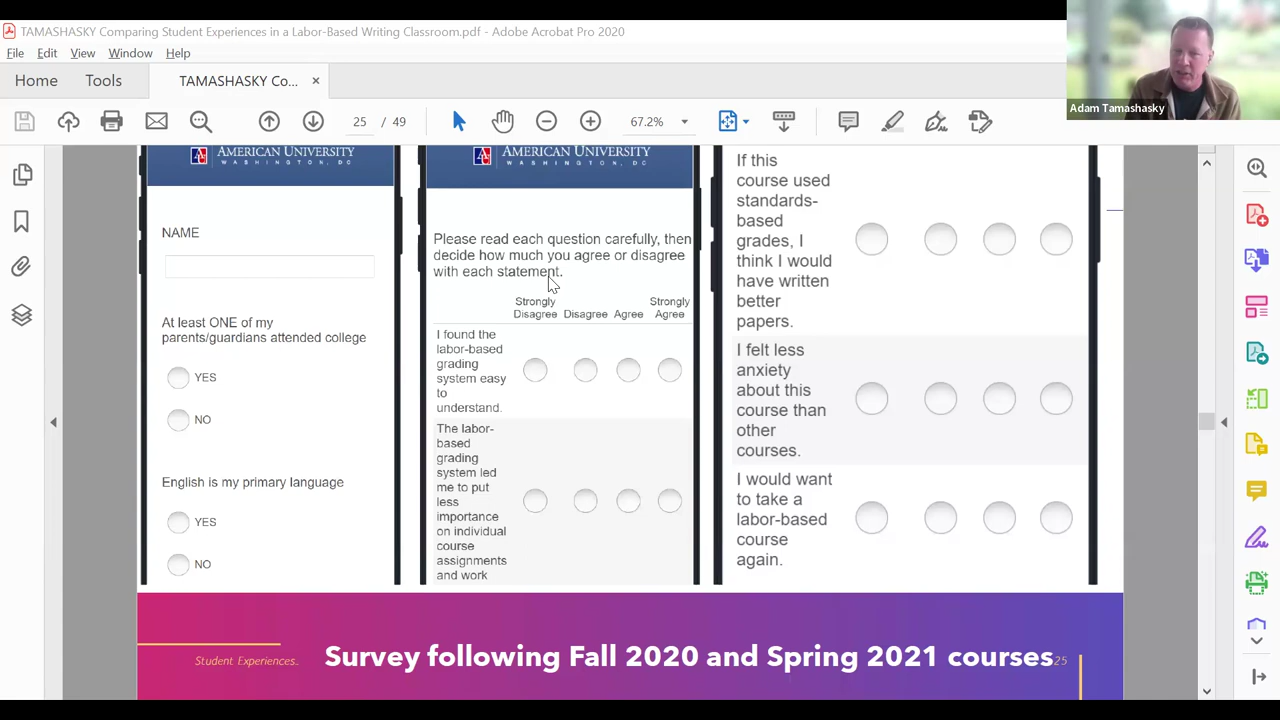 TAMASHASKY Comparing Student Experiences in a Labor-Based Writing Classroom.pdf - Adobe Acrobat Pro 2020
File Edit View Window Help
Home Tools TAMASHASKY Co... ×
25 / 49 67.2%
Adam Tamashasky
AMERICAN UNIVERSITY
WASHINGTON, DC
NAME
At least ONE of my
parents/guardians attended college
YES
NO
English is my primary language
YES
NO
AMERICAN UNIVERSITY
WASHINGTON, DC
Please read each question carefully, then
decide how much you agree or disagree
with each statement.
Strongly
Disagree Disagree Agree Strongly
Agree
I found the
labor-based
grading
system easy
to
understand.
The labor-
based
grading
system led
me to put
less
importance
on individual
course
assignments
and work
If this
course used
standards-
based
grades, I
think I would
have written
better
papers.
I felt less
anxiety
about this
course than
other
courses.
I would want
to take a
labor-based
course
again.
Student Experiences..
Survey following Fall 2020 and Spring 2021 courses
25